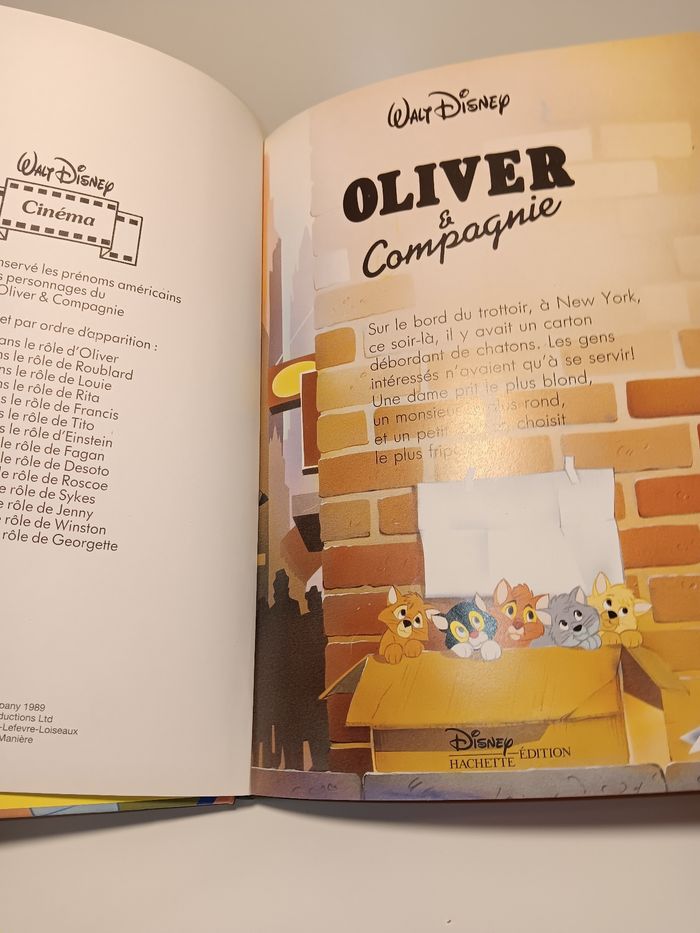 WALT DISNEY
Cinéma
nservé les prénoms américains
s personnages du
Oliver & Compagnie
et par ordre d'apparition :
ans le rôle d'Oliver
ns le rôle de Roublard
ns le rôle de Louie
ns le rôle de Rita
s le rôle de Francis
s le rôle de Tito
s le rôle d'Einstein
le rôle de Fagan
le rôle de Desoto
le rôle de Roscoe
e rôle de Sykes
le rôle de Jenny
e rôle de Winston
rôle de Georgette
pany 1989
ductions Ltd
-Lefevre-Loiseaux
Manière
WALT DISNEY
OLIVER
&
Compagnie
Sur le bord du trottoir, à New York,
ce soir-là, il y avait un carton
débordant de chatons. Les gens
intéressés n'avaient qu'à se servir!
Une dame prit le plus blond,
un monsieur plus rond,
et un petit choisit
le plus frip
DISNEY
HACHETTE ÉDITION